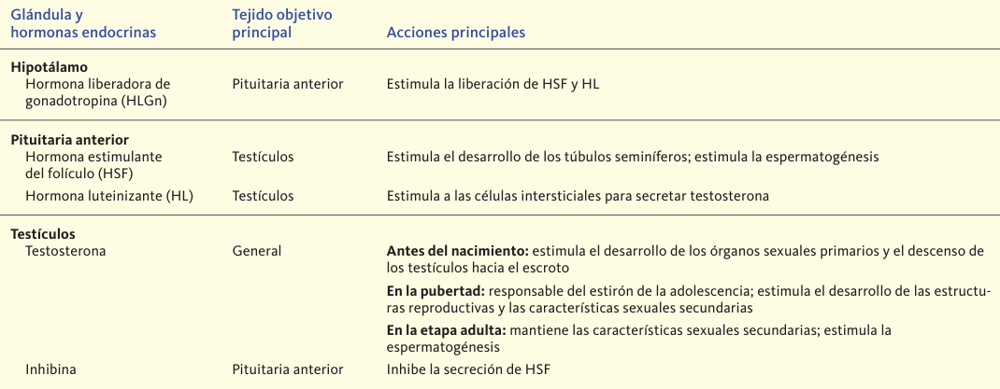 Glándula y hormonas endocrinas	Tejido objetivo principal	Acciones principales
Hipotálamo
Hormona liberadora de	Pituitaria anterior	Estimula la liberación de HSF y HL
gonadotropina (HLGn)
Pituitaria anterior
Hormona estimulante	Testículos	Estimula el desarrollo de los túbulos seminíferos; estimula la espermatogénesis
del folículo (HSF)
Hormona luteinizante (HL)	Testículos	Estimula a las células intersticiales para secretar testosterona
Testículos
Testosterona	General	Antes del nacimiento: estimula el desarrollo de los órganos sexuales primarios y el descenso de
los testículos hacia el escroto
En la pubertad: responsable del estirón de la adolescencia; estimula el desarrollo de las estructu-
ras reproductivas y las características sexuales secundarias
En la etapa adulta: mantiene las características sexuales secundarias; estimula la
espermatogénesis
Inhibina	Pituitaria anterior	Inhibe la secreción de HSF